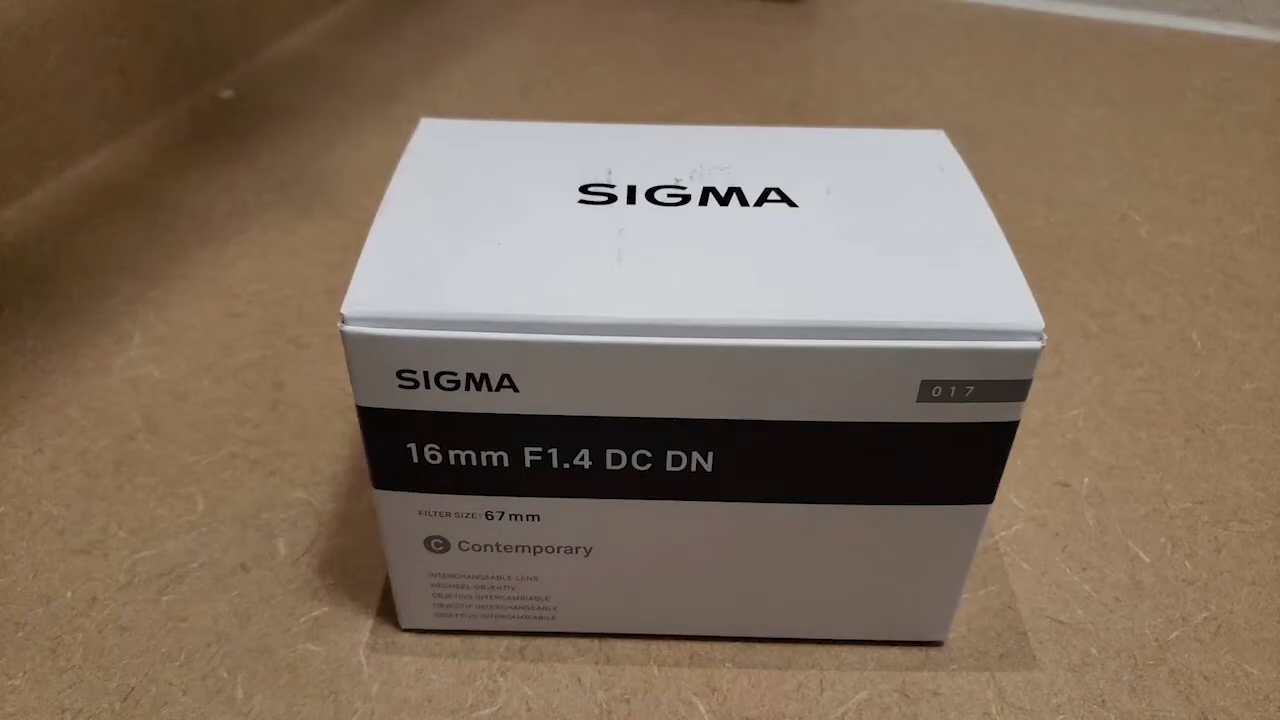 SIGMA
SIGMA
017
16mm F1.4 DC DN
FILTER SIZE: 67mm
C Contemporary
INTERCHANGEABLE LENS
WECHSEL-OBJEKTIV
OBJETIVO INTERCAMBIABLE
OBJECTIF INTERCHANGEABLE
OBIETTIVO INTERCAMBIABILE